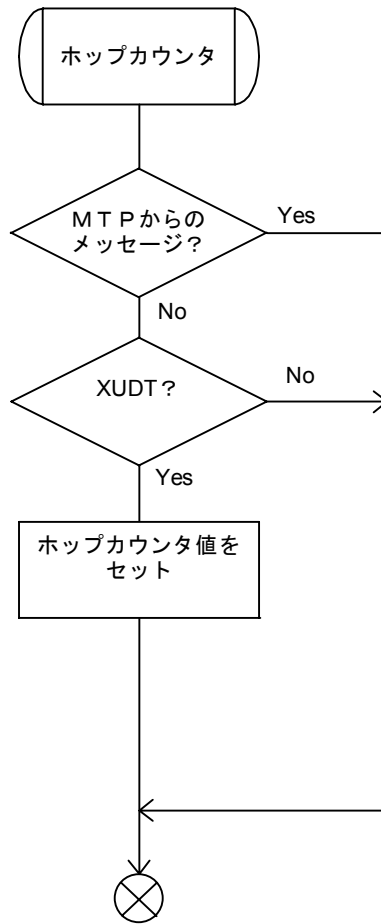 ホップカウンタ
ＭＴＰからの
メッセージ？
Yes
No
XUDT？
No
Yes
ホップカウンタ値を
セット